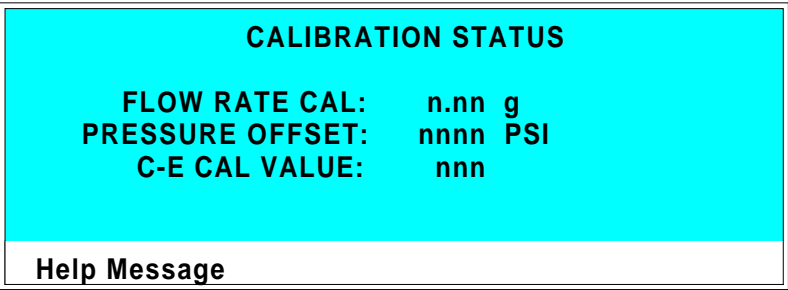 CALIBRATION STATUS
FLOW RATE CAL: n.nn g
PRESSURE OFFSET: nnnn PSI
C-E CAL VALUE: nnn
Help Message